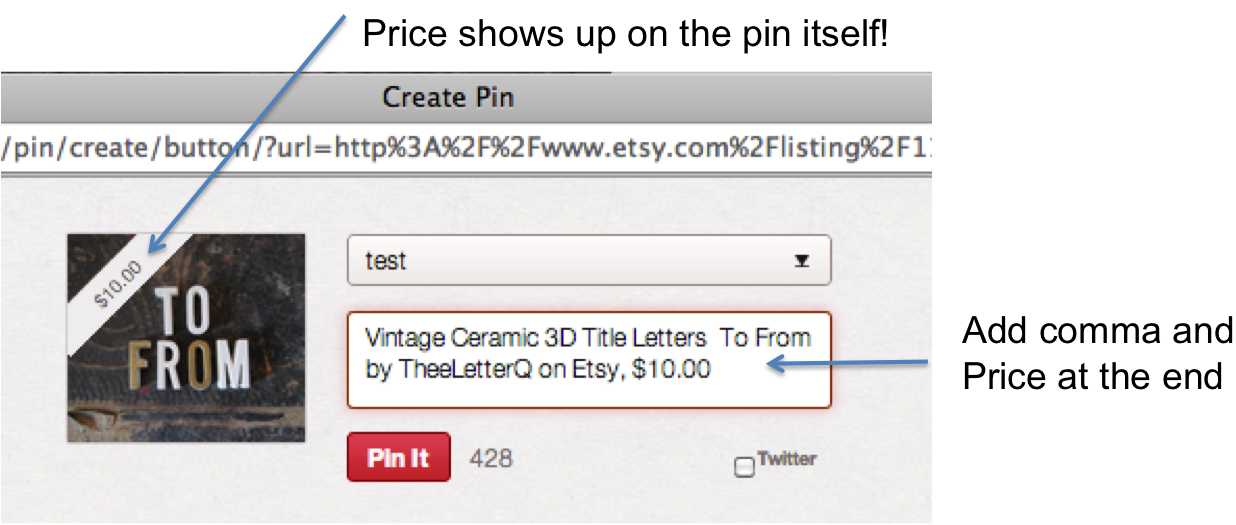 Price shows up on the pin itself!
Create Pin
/pin/create/button/?url=http%3A%2F%2Fwww.etsy.com%2Flisting%2F1
$10.00
TO
FROM
test
Vintage Ceramic 3D Title Letters  To From
by TheeLetterQ on Etsy, $10.00
Add comma and
Price at the end
Pin It 428 Twitter